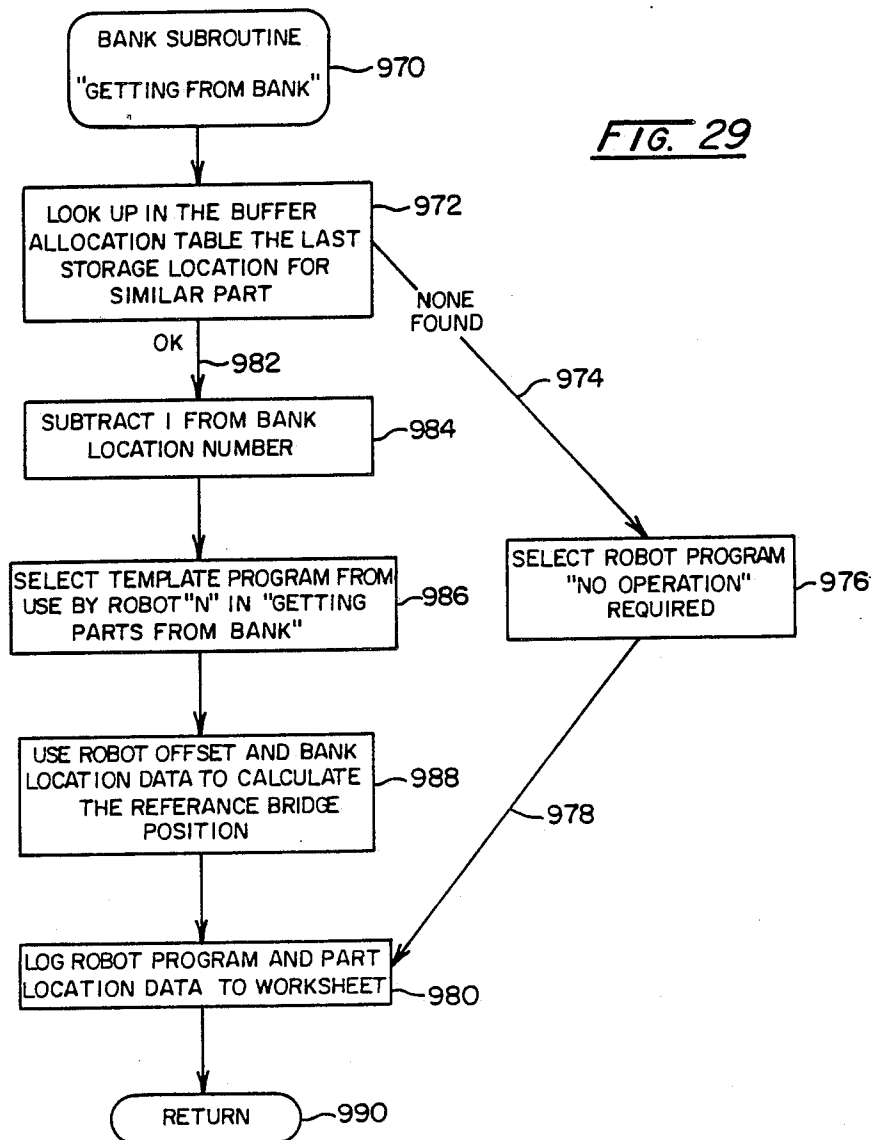 BANK SUBROUTINE
"GETTING FROM BANK"
970
FIG. 29
LOOK UP IN THE BUFFER
ALLOCATION TABLE THE LAST
STORAGE LOCATION FOR
SIMILAR PART
972
NONE
FOUND
OK
982
974
SUBTRACT 1 FROM BANK
LOCATION NUMBER
984
SELECT TEMPLATE PROGRAM FROM
USE BY ROBOT "N" IN "GETTING
PARTS FROM BANK"
986
SELECT ROBOT PROGRAM
"NO OPERATION"
REQUIRED
976
USE ROBOT OFFSET AND BANK
LOCATION DATA TO CALCULATE
THE REFERANCE BRIDGE
POSITION
988
978
LOG ROBOT PROGRAM AND PART
LOCATION DATA TO WORKSHEET
980
RETURN
990